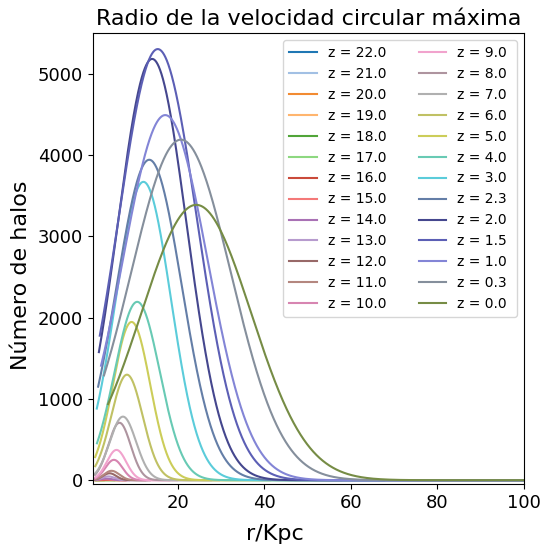 Radio de la velocidad circular máxima
Número de halos
5000
4000
3000
2000
1000
0
z = 22.0
z = 21.0
z = 20.0
z = 19.0
z = 18.0
z = 17.0
z = 16.0
z = 15.0
z = 14.0
z = 13.0
z = 12.0
z = 11.0
z = 10.0
z = 9.0
z = 8.0
z = 7.0
z = 6.0
z = 5.0
z = 4.0
z = 3.0
z = 2.3
z = 2.0
z = 1.5
z = 1.0
z = 0.3
z = 0.0
20 40 60 80 100
r/Kpc